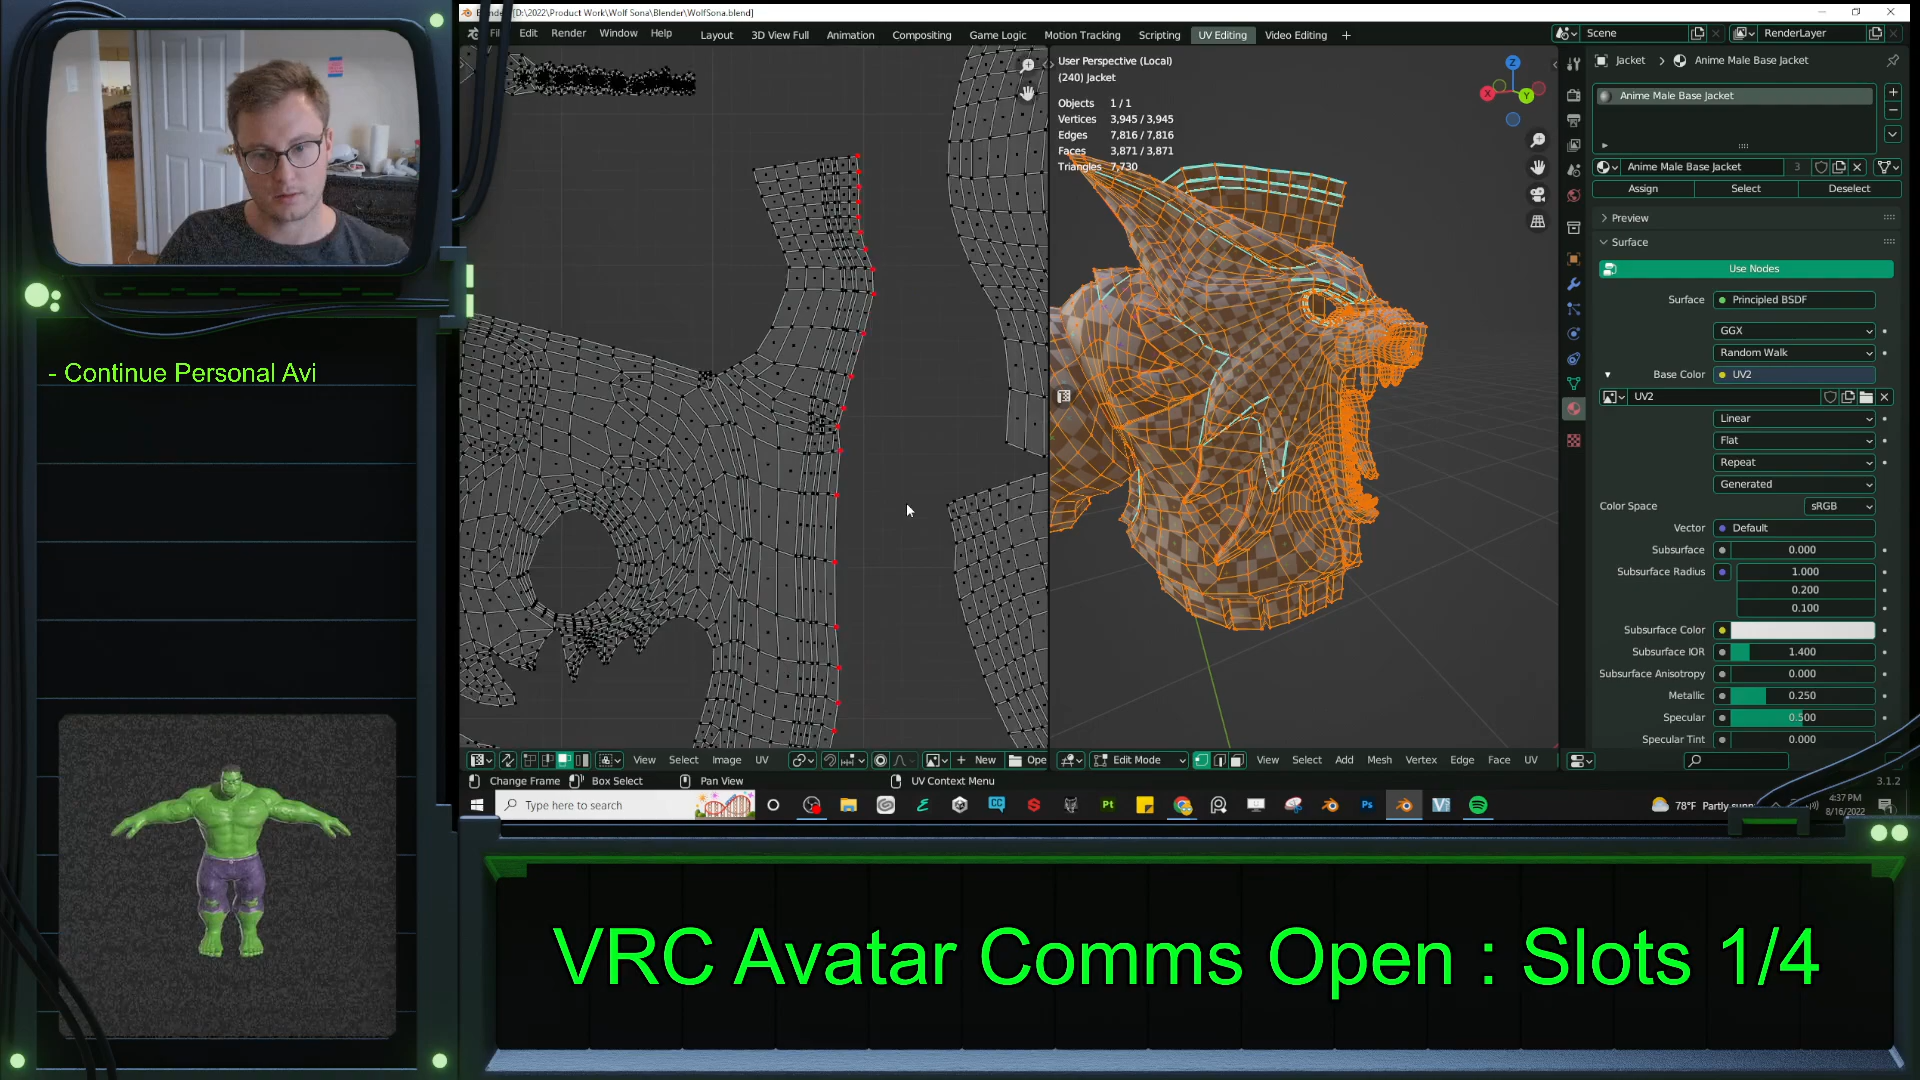 Blender [D:\2022\Product Work\Wolf Sona\Blender\WolfSona.blend]
Edit Render Window Help
Layout 3D View Full Animation Compositing Game Logic Motion Tracking Scripting UV Editing Video Editing +
Scene
RenderLayer
User Perspective (Local)
(240) Jacket
Objects 1 / 1
Vertices 3,945 / 3,945
Edges 7,816 / 7,816
Faces 3,871 / 3,871
Triangles 7,730
Z
X
Y
Jacket > Anime Male Base Jacket
Anime Male Base Jacket
Anime Male Base Jacket 3
Assign Select Deselect
Preview
Surface
Use Nodes
Surface Principled BSDF
GGX
Random Walk
Base Color UV2
UV2
Linear
Flat
Repeat
Generated
Color Space sRGB
Vector Default
Subsurface 0.000
Subsurface Radius 1.000
0.200
0.100
Subsurface Color
Subsurface IOR 1.400
Subsurface Anisotropy 0.000
Metallic 0.250
Specular 0.500
Specular Tint 0.000
View Select Image UV + New Ope
Edit Mode View Select Add Mesh Vertex Edge Face UV
Change Frame Box Select Pan View UV Context Menu
3.1.2
Type here to search
78°F Partly sunn
4:37 PM
8/16/2022
- Continue Personal Avi
VRC Avatar Comms Open : Slots 1/4